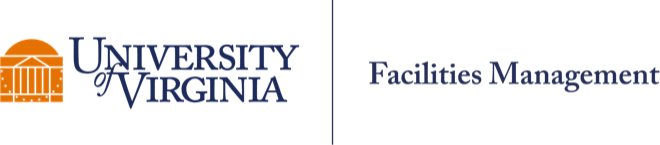 UNIVERSITY
of VIRGINIA
Facilities Management